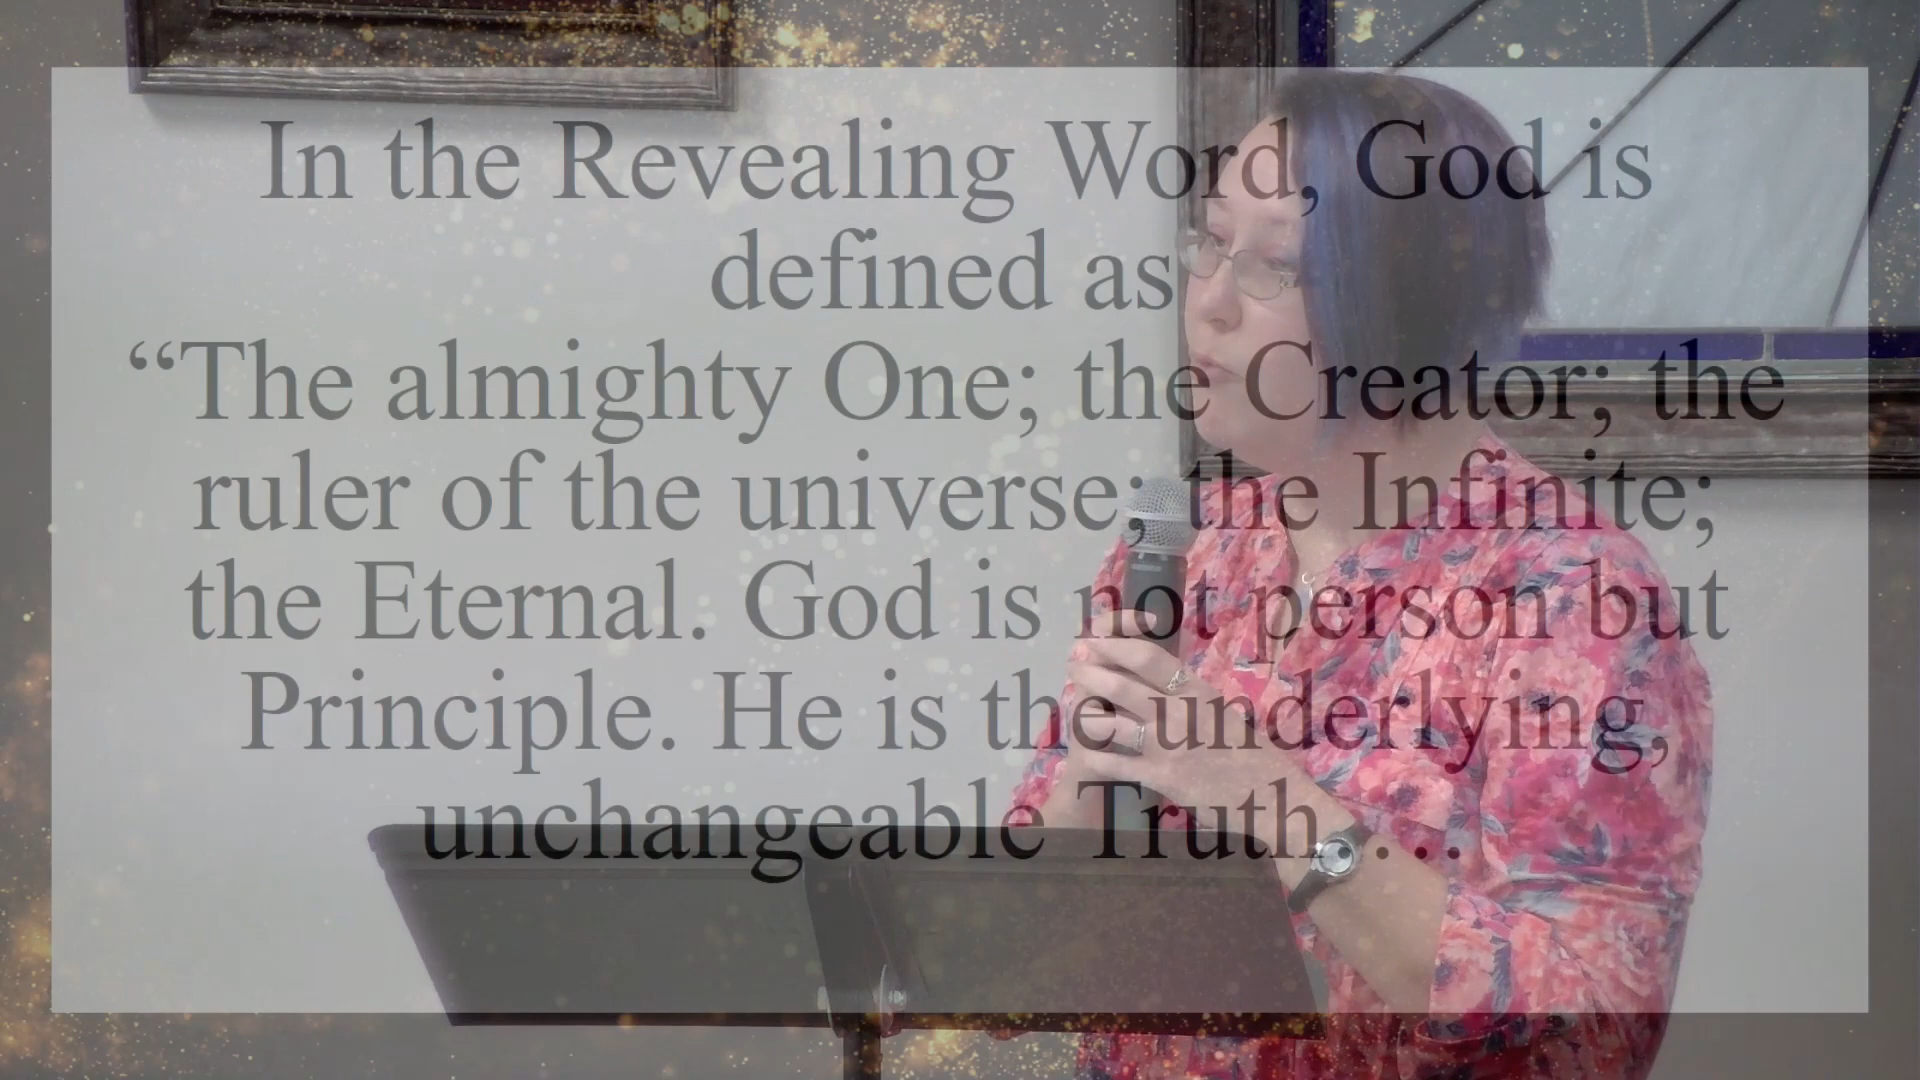 In the Revealing Word, God is
defined as
“The almighty One; the Creator; the
ruler of the universe; the Infinite;
the Eternal. God is not person but
Principle. He is the underlying,
unchangeable Truth …